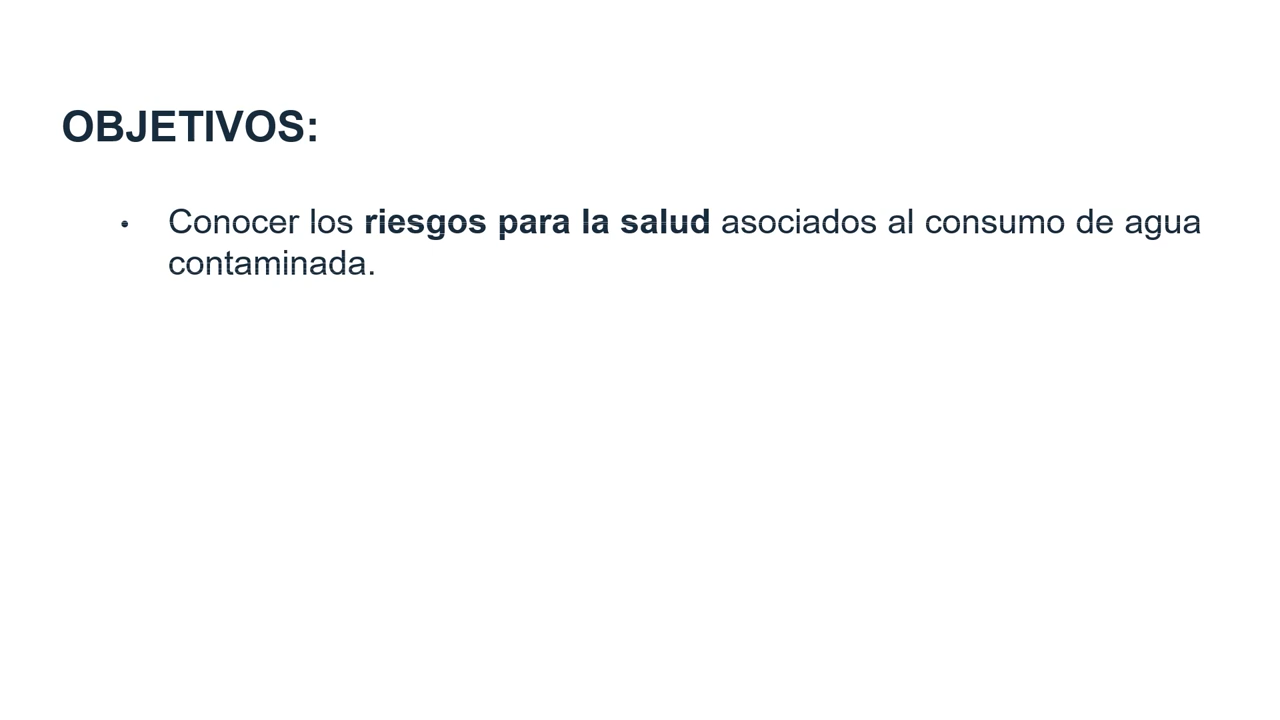 OBJETIVOS:
• Conocer los riesgos para la salud asociados al consumo de agua
contaminada.